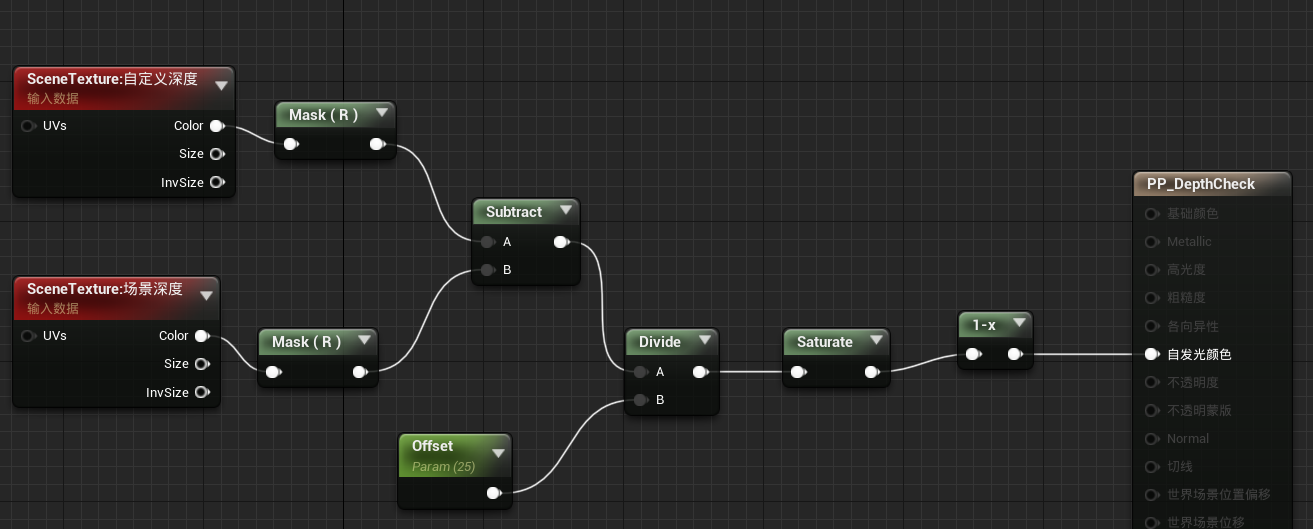 SceneTexture:自定义深度
输入数据
UVs
Color
Size
InvSize
Mask ( R )
Subtract
A
B
SceneTexture:场景深度
输入数据
UVs
Color
Size
InvSize
Mask ( R )
Divide
A
B
Offset
Param (25)
Saturate
1-x
PP_DepthCheck
基础颜色
Metallic
高光度
粗糙度
各向异性
自发光颜色
不透明度
不透明蒙版
Normal
切线
世界场景位置偏移
世界场景位移